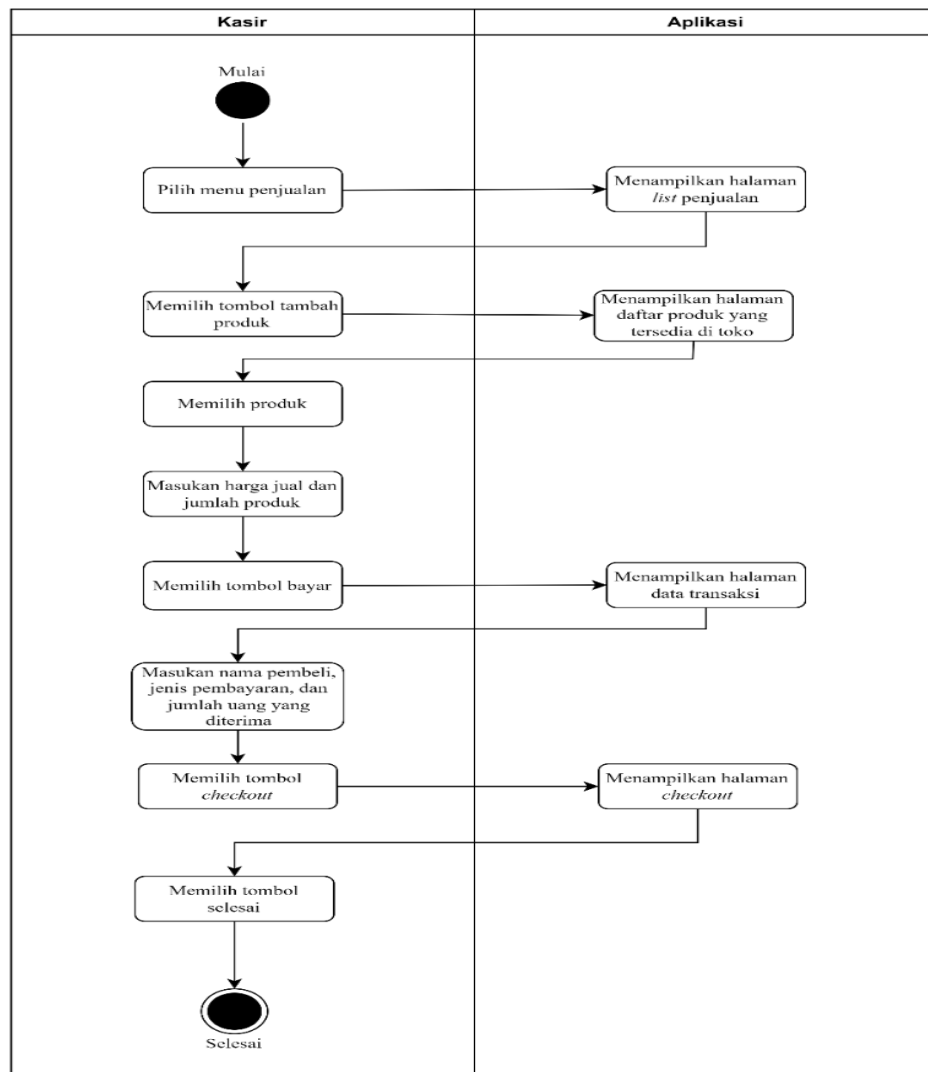 Kasir
Aplikasi
Mulai
Pilih menu penjualan
Menampilkan halaman
list penjualan
Memilih tombol tambah
produk
Menampilkan halaman
daftar produk yang
tersedia di toko
Memilih produk
Masukan harga jual dan
jumlah produk
Memilih tombol bayar
Menampilkan halaman
data transaksi
Masukan nama pembeli,
jenis pembayaran, dan
jumlah uang yang
diterima
Memilih tombol
checkout
Menampilkan halaman
checkout
Memilih tombol
selesai
Selesai